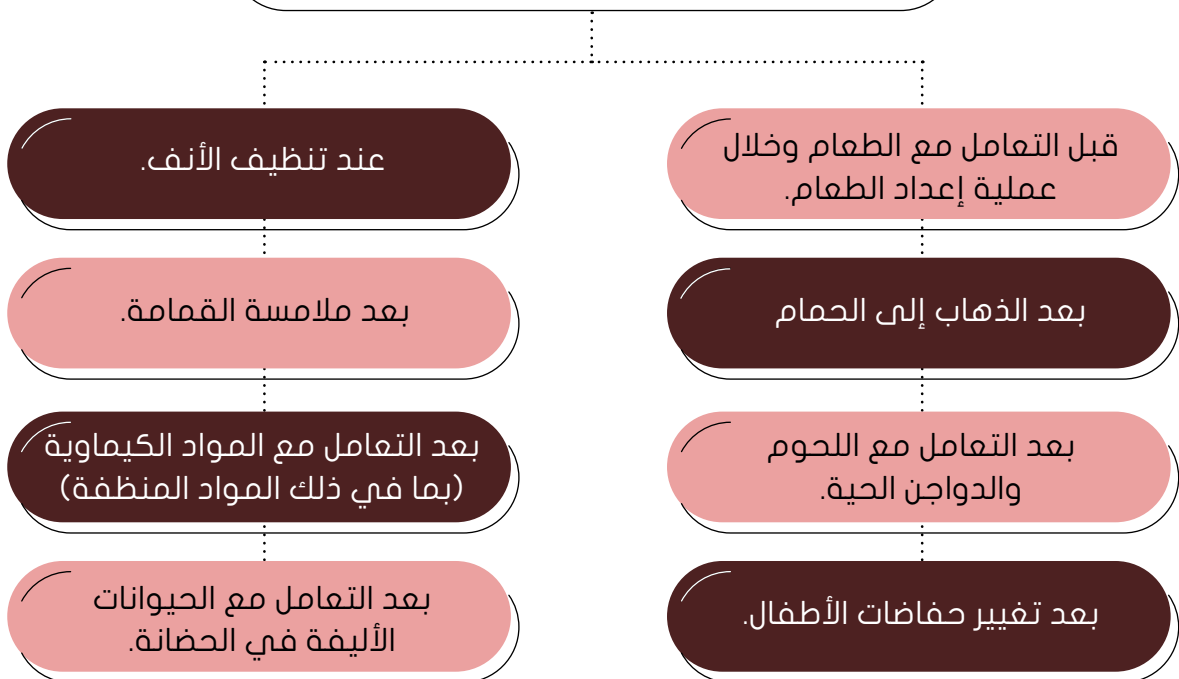 قبل التعامل مع الطعام وخلال
عملية إعداد الطعام.
بعد الذهاب إلى الحمام
بعد التعامل مع اللحوم
والدواجن الحية.
بعد تغيير حفاضات الأطفال.
عند تنظيف الأنف.
بعد ملامسة القمامة.
بعد التعامل مع المواد الكيماوية
(بما في ذلك المواد المنظفة)
بعد التعامل مع الحيوانات
الأليفة في الحضانة.